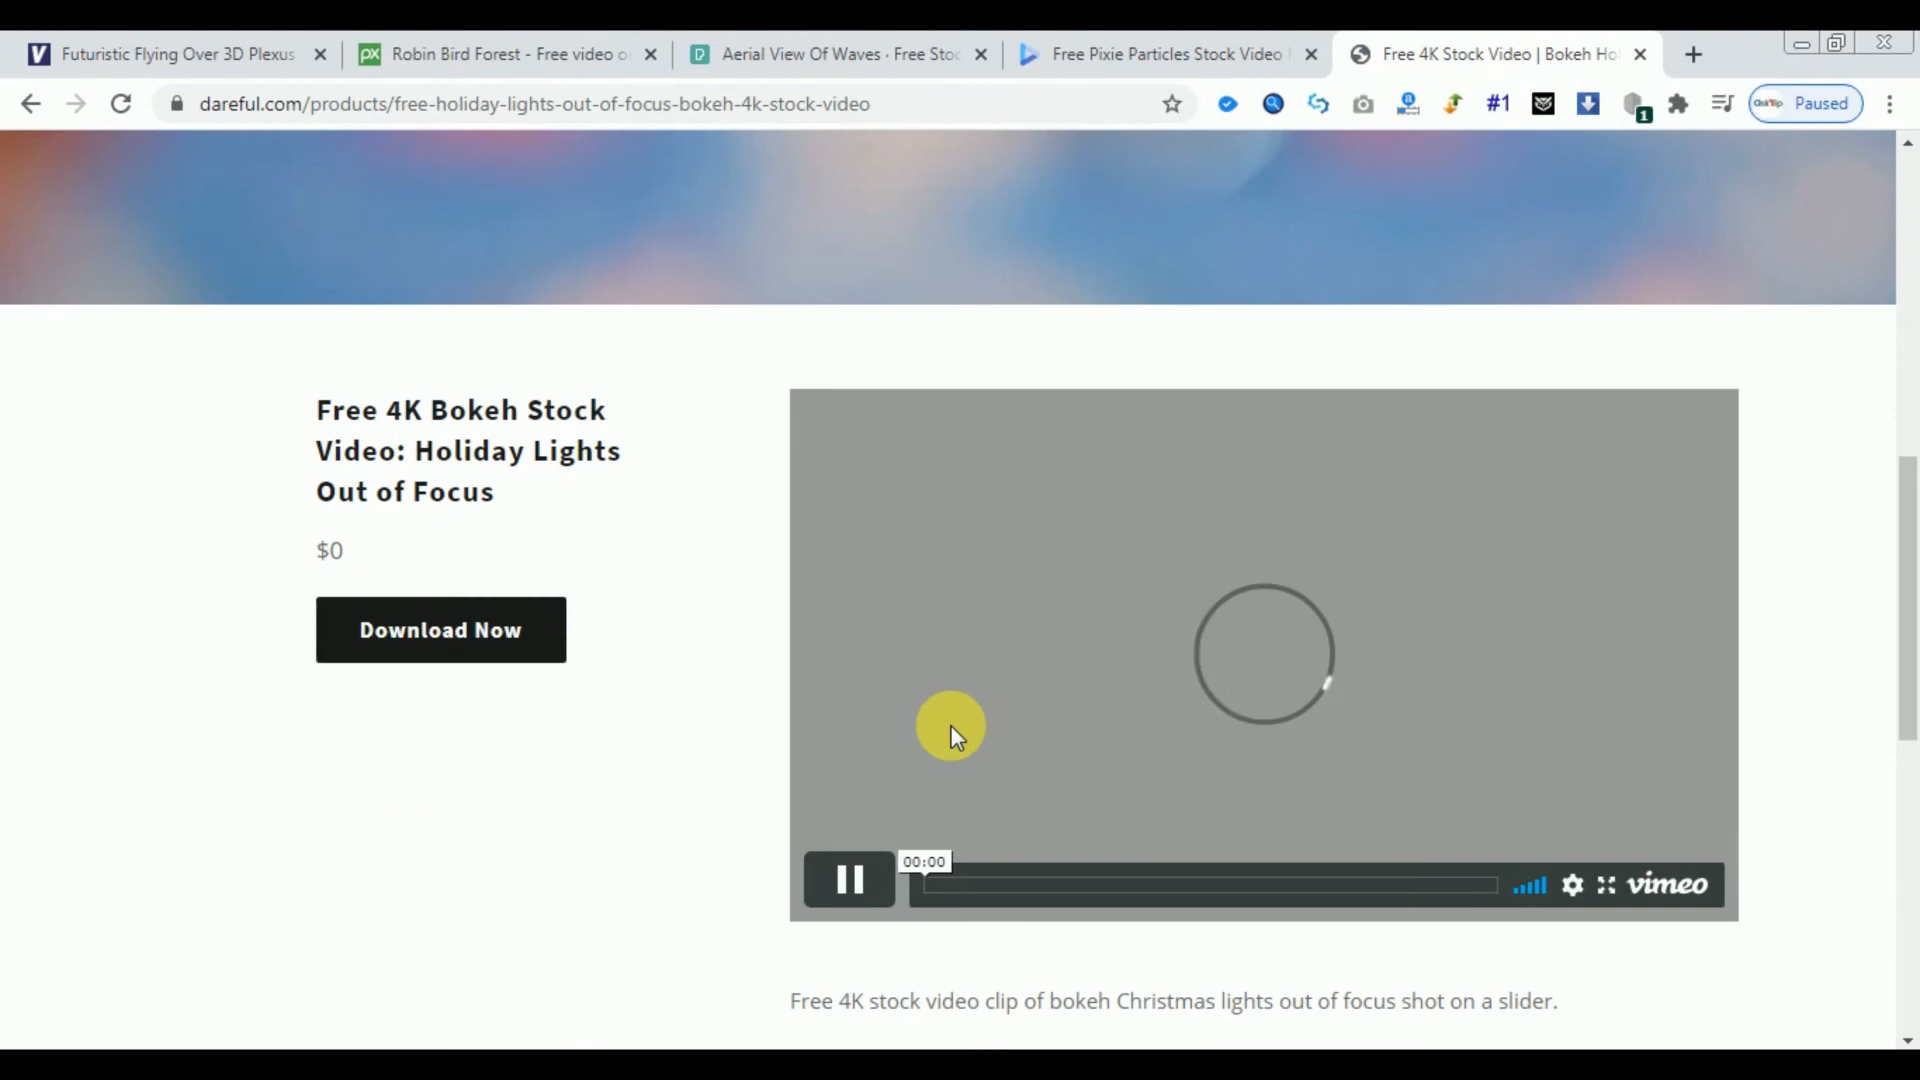 Futuristic Flying Over 3D Plexus
Robin Bird Forest - Free video o
Aerial View Of Waves · Free Stoc
Free Pixie Particles Stock Video
Free 4K Stock Video | Bokeh Ho
dareful.com/products/free-holiday-lights-out-of-focus-bokeh-4k-stock-video
#1
1
Paused
Free 4K Bokeh Stock
Video: Holiday Lights
Out of Focus
$0
Download Now
00:00
vimeo
Free 4K stock video clip of bokeh Christmas lights out of focus shot on a slider.